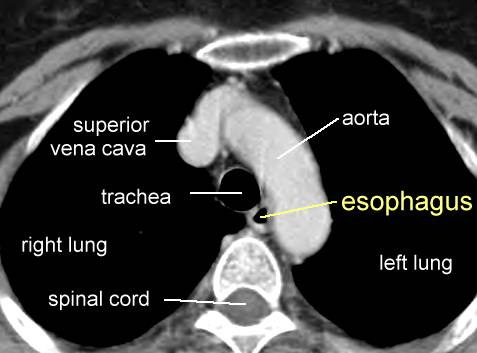 superior
vena cava
aorta
trachea
esophagus
right lung
left lung
spinal cord